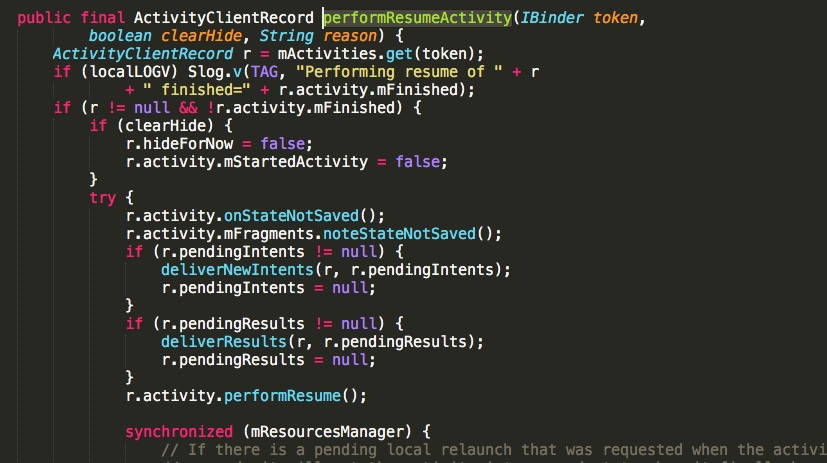 public final ActivityClientRecord performResumeActivity(IBinder token,
        boolean clearHide, String reason) {
    ActivityClientRecord r = mActivities.get(token);
    if (localLOGV) Slog.v(TAG, "Performing resume of " + r
            + " finished=" + r.activity.mFinished);
    if (r != null && !r.activity.mFinished) {
        if (clearHide) {
            r.hideForNow = false;
            r.activity.mStartedActivity = false;
        }
        try {
            r.activity.onStateNotSaved();
            r.activity.mFragments.noteStateNotSaved();
            if (r.pendingIntents != null) {
                deliverNewIntents(r, r.pendingIntents);
                r.pendingIntents = null;
            }
            if (r.pendingResults != null) {
                deliverResults(r, r.pendingResults);
                r.pendingResults = null;
            }
            r.activity.performResume();

            synchronized (mResourcesManager) {
                // If there is a pending local relaunch that was requested when the activi